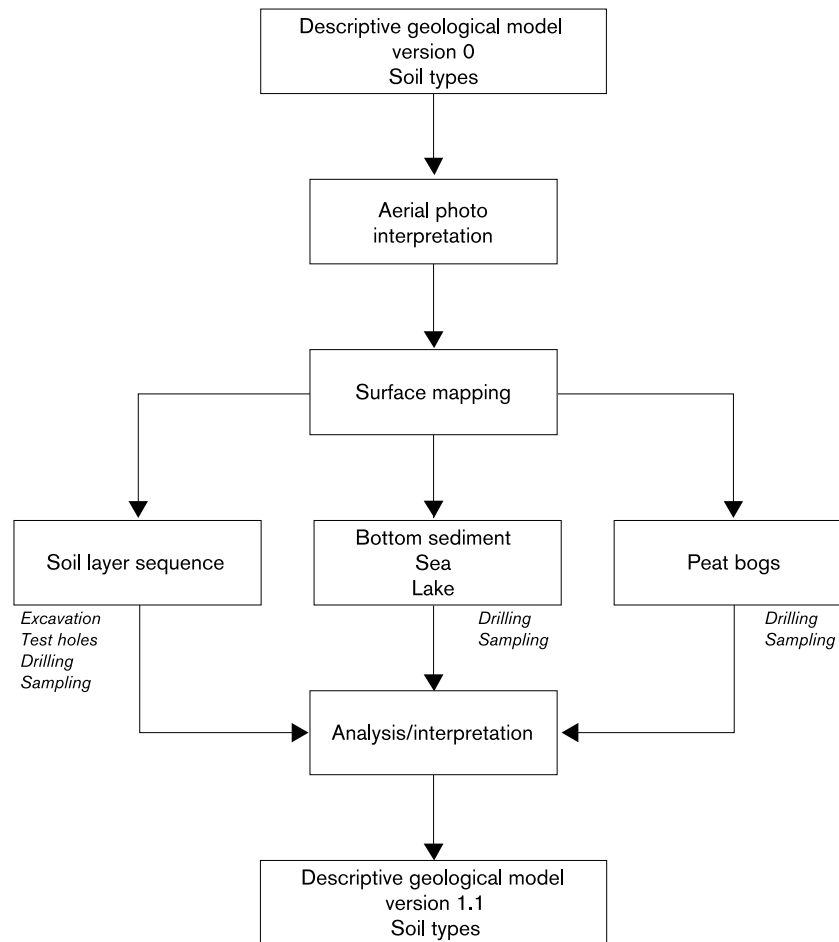 Descriptive geological model
version 0
Soil types
Aerial photo
interpretation
Surface mapping
Soil layer sequence
Excavation
Test holes
Drilling
Sampling
Bottom sediment
Sea
Lake
Drilling
Sampling
Peat bogs
Drilling
Sampling
Analysis/interpretation
Descriptive geological model
version 1.1
Soil types